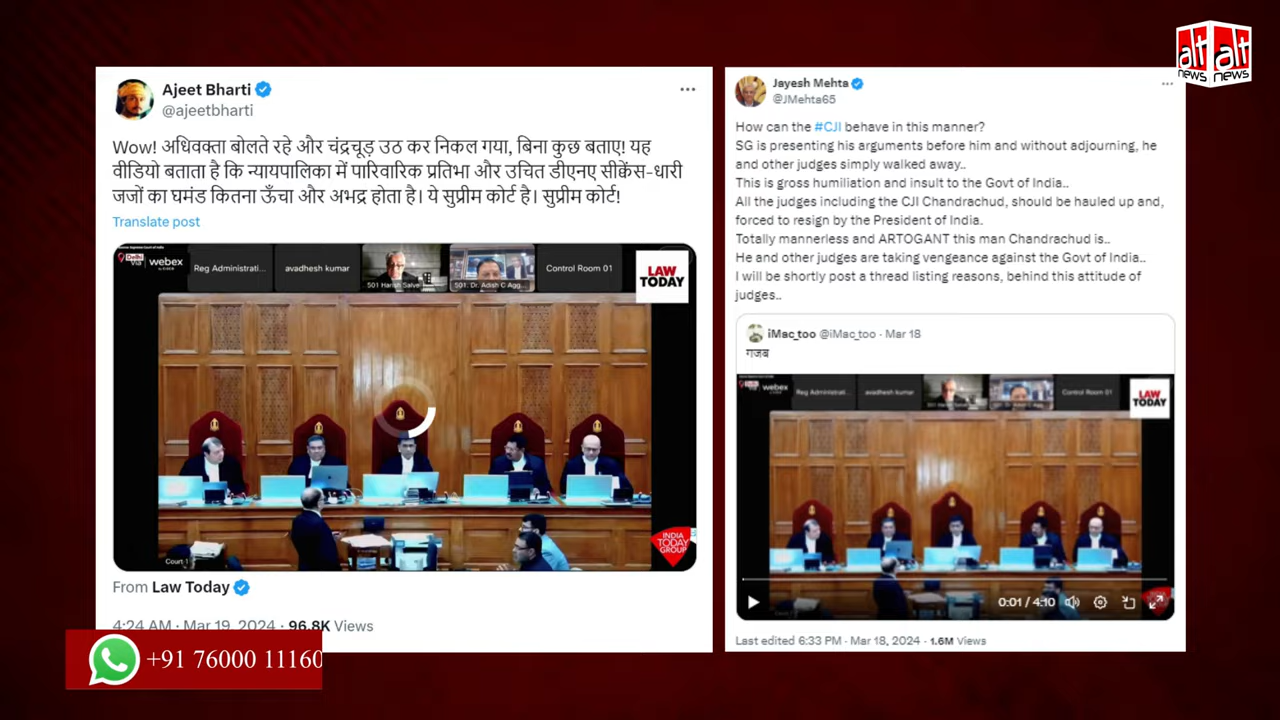 alt
news
alt
news
Ajeet Bharti
@ajeetbharti
Wow! अधिवक्ता बोलते रहे और चंद्रचूड़ उठ कर निकल गया, बिना कुछ बताए! यह
वीडियो बताता है कि न्यायपालिका में पारिवारिक प्रतिभा और उचित डीएनए सीक्वेंस-धारी
जजों का घमंड कितना ऊँचा और अभद्र होता है। ये सुप्रीम कोर्ट है। सुप्रीम कोर्ट!
Translate post
webex
Reg Administrati...
avadhesh kumar
501 Harish Salve
501. Dr. Adish C Agg...
Control Room 01
LAW
TODAY
Court 1
INDIA
TODAY
GROUP
From Law Today
4:24 AM · Mar 19, 2024 · 96.8K Views
+91 76000 11160
Jayesh Mehta
@JMehta65
How can the #CJI behave in this manner?
SG is presenting his arguments before him and without adjourning, he
and other judges simply walked away..
This is gross humiliation and insult to the Govt of India..
All the judges including the CJI Chandrachud, should be hauled up and,
forced to resign by the President of India.
Totally mannerless and ARTOGANT this man Chandrachud is..
He and other judges are taking vengeance against the Govt of India..
I will be shortly post a thread listing reasons, behind this attitude of
judges..
iMac_too @iMac_too · Mar 18
गजब
webex
Reg Administrati...
avadhesh kumar
Control Room 01
LAW
TODAY
0:01 / 4:10
Last edited 6:33 PM · Mar 18, 2024 · 1.6M Views